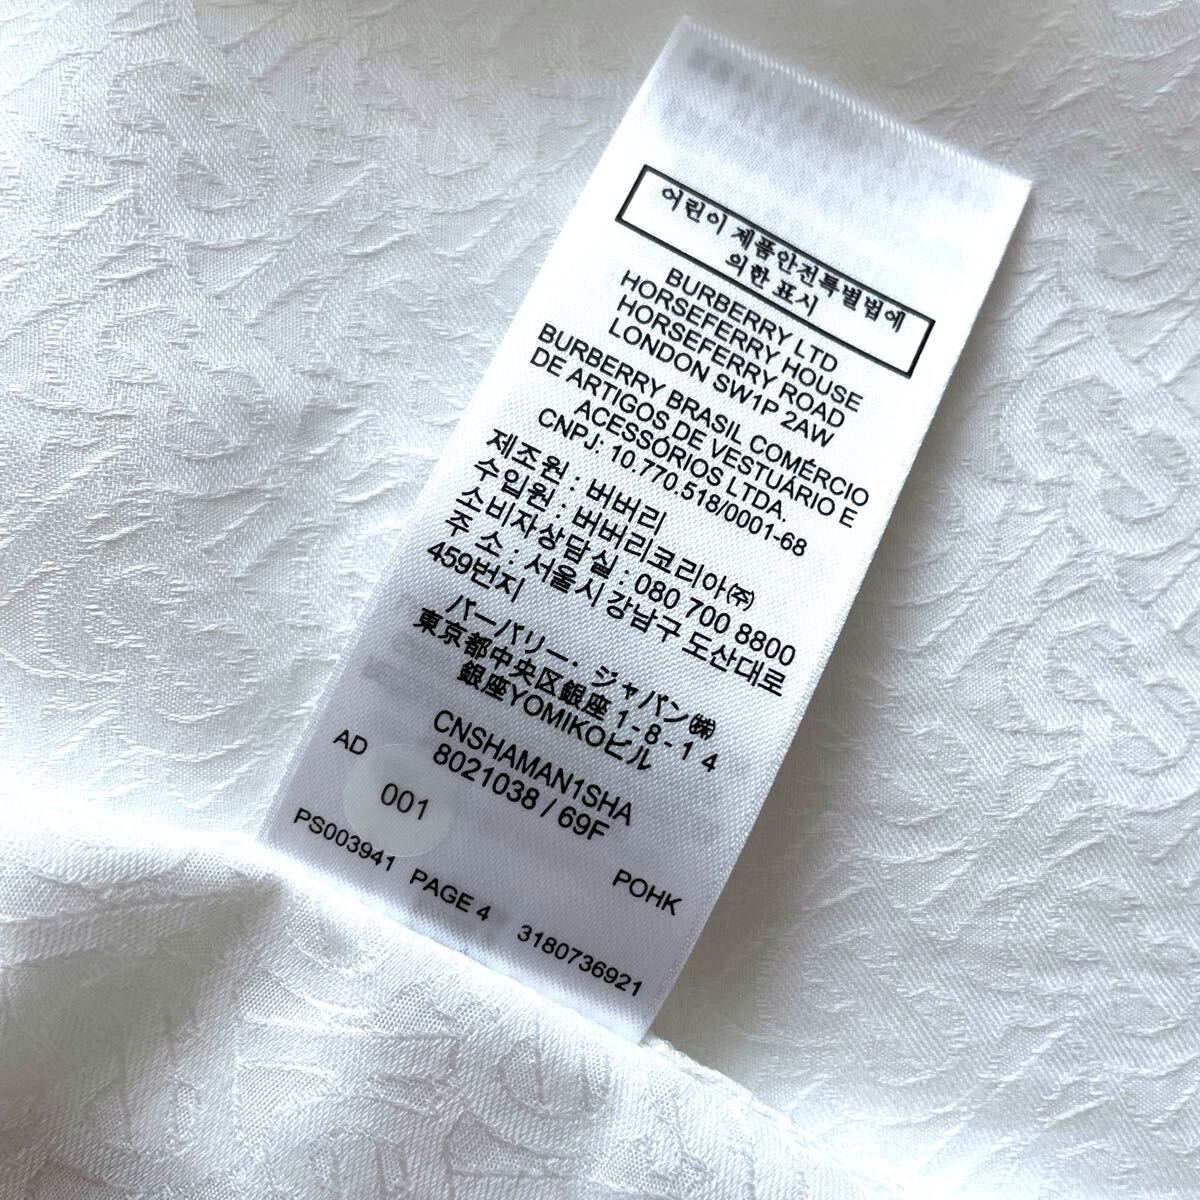 어린이 제품안전특별법에
의한 표시
BURBERRY LTD
HORSEFERRY HOUSE
HORSEFERRY ROAD
LONDON SW1P 2AW
BURBERRY BRASIL COMÉRCIO
DE ARTIGOS DE VESTUÁRIO E
ACESSÓRIOS LTDA.
CNPJ: 10.770.518/0001-68
제조원 : 버버리
수입원 : 버버리코리아㈜
소비자상담실 : 080 700 8800
주 소 : 서울시 강남구 도산대로
459번지
バーバリー・ジャパン㈱
東京都中央区銀座 1 - 8 - 1 4
銀座YOMIKOビル
CNSHAMAN1SHA
8021038 / 69F
AD
001
POHK
PS003941 PAGE 4 3180736921